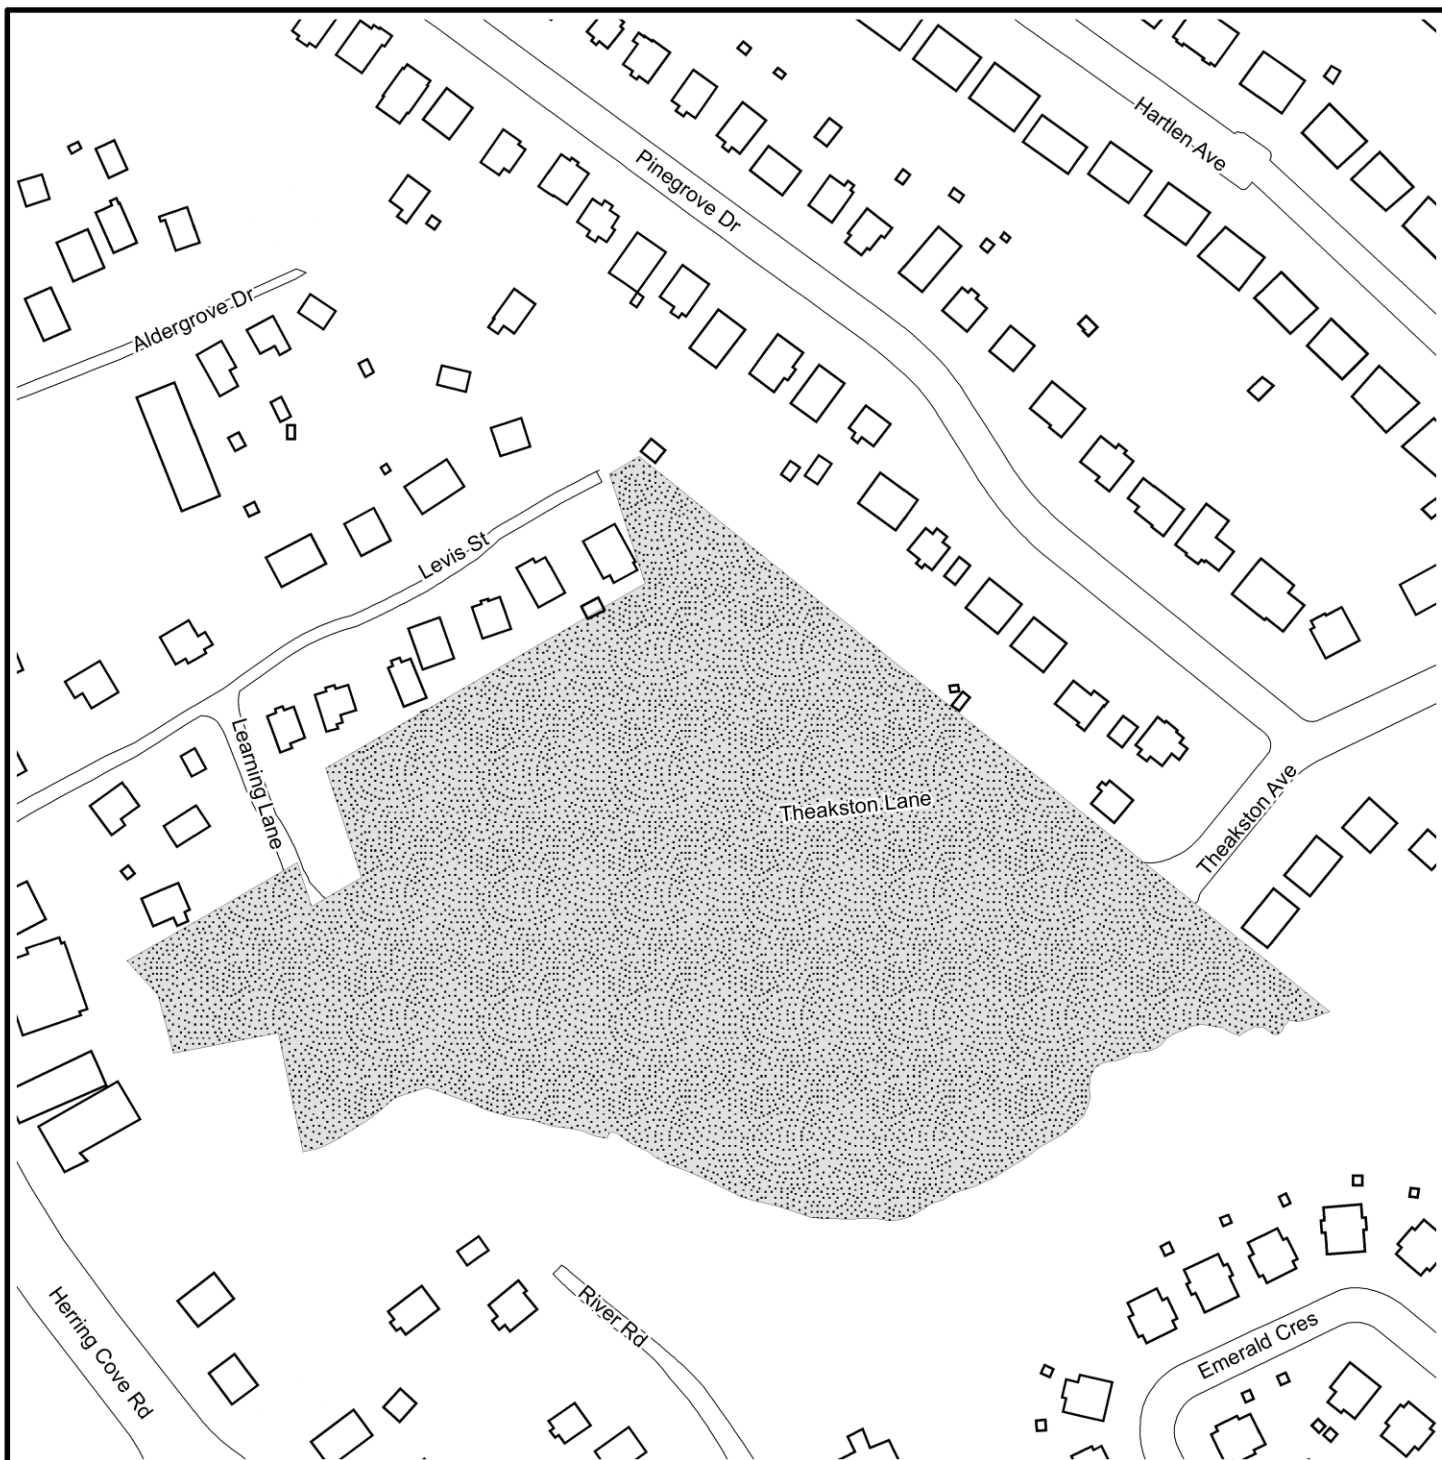 Hartlen Ave
Pinegrove Dr
Aldergrove Dr
Levis St
Learning Lane
Theakston Lane
Theakston Ave
River Rd
Herring Cove Rd
Emerald Cres